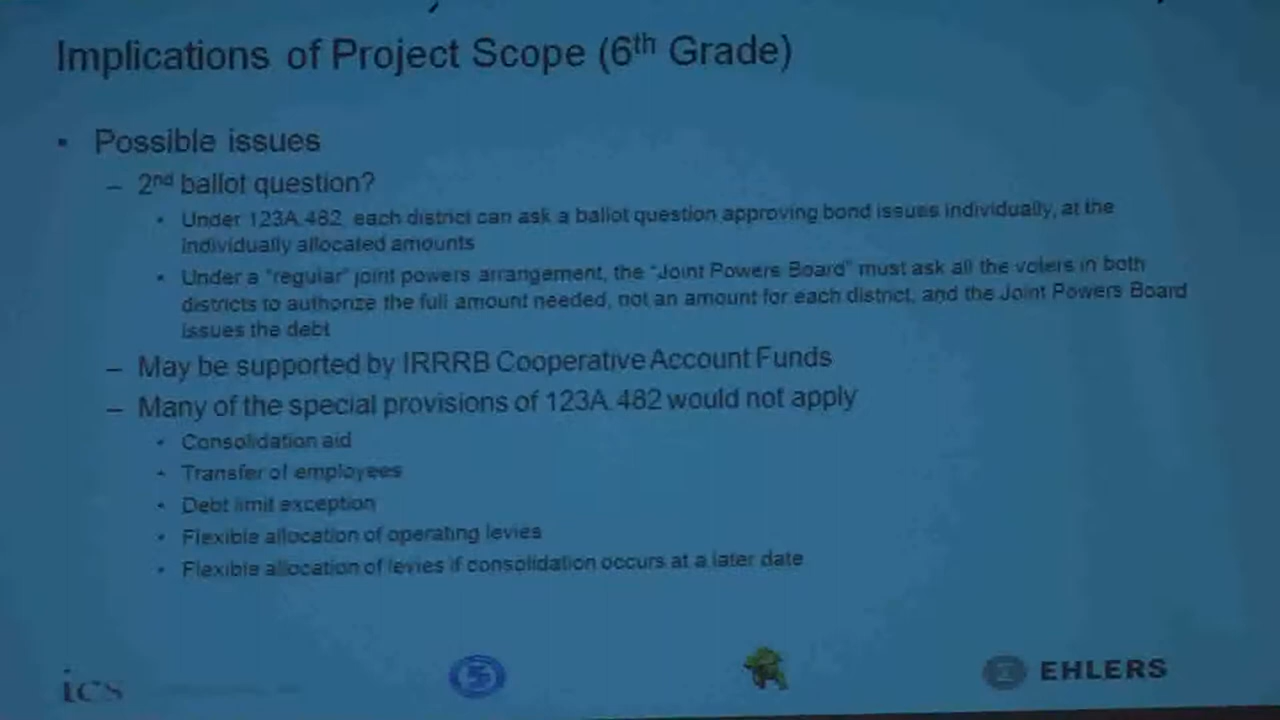 Implications of Project Scope (6th Grade)
• Possible issues
– 2nd ballot question?
• Under 123A.482, each district can ask a ballot question approving bond issues individually, at the
individually allocated amounts
• Under a "regular" joint powers arrangement, the "Joint Powers Board" must ask all the voters in both
districts to authorize the full amount needed, not an amount for each district, and the Joint Powers Board
issues the debt
– May be supported by IRRRB Cooperative Account Funds
– Many of the special provisions of 123A.482 would not apply
• Consolidation aid
• Transfer of employees
• Debt limit exception
• Flexible allocation of operating levies
• Flexible allocation of levies if consolidation occurs at a later date
ics
EHLERS